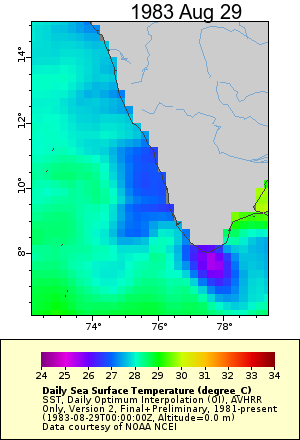 1983 Aug 29
14°
12°
10°
8°
74° 76° 78°
24 25 26 27 28 29 30 31 32 33 34
Daily Sea Surface Temperature (degree_C)
SST, Daily Optimum Interpolation (OI), AVHRR
Only, Version 2, Final+Preliminary, 1981-present
(1983-08-29T00:00:00Z, Altitude=0.0 m)
Data courtesy of NOAA NCEI